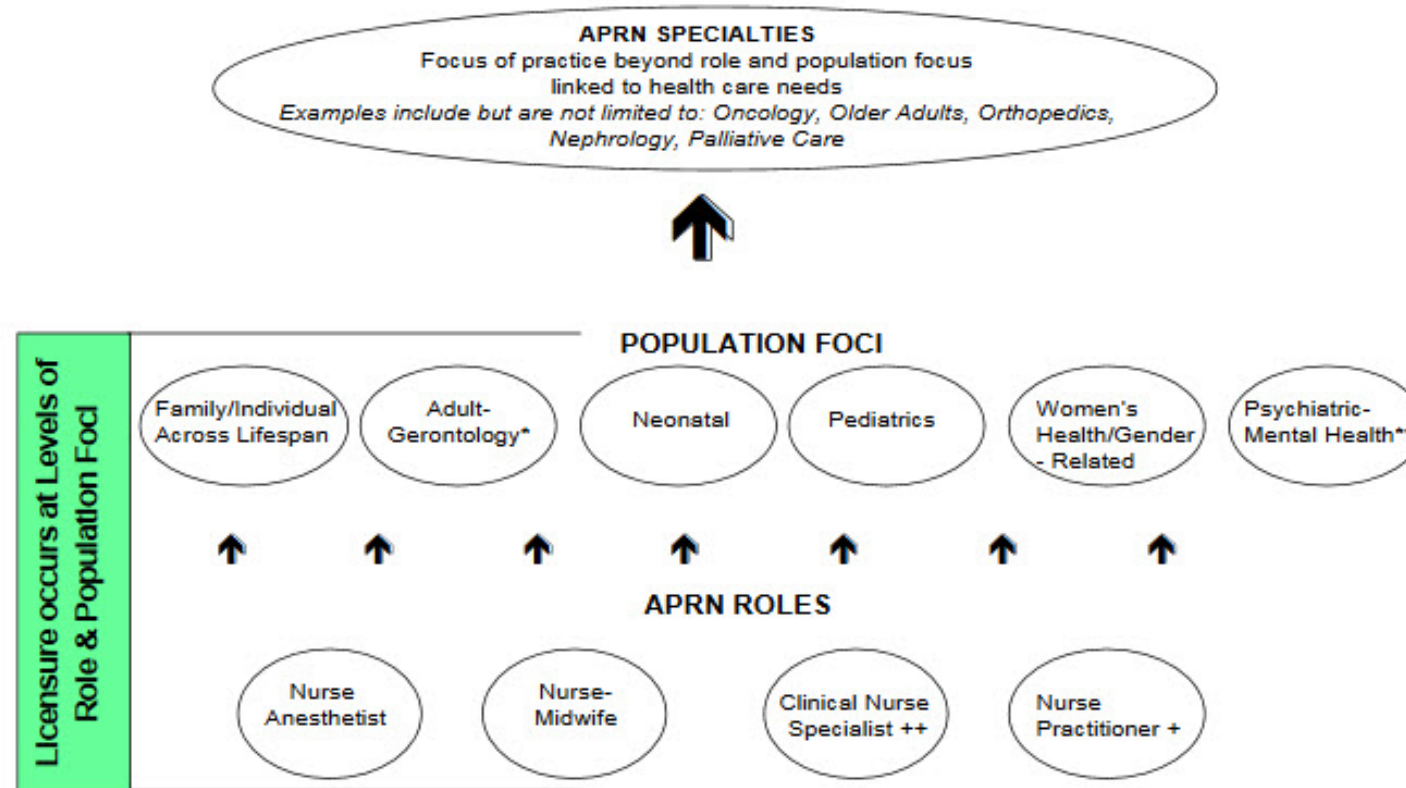 APRN SPECIALTIES
Focus of practice beyond role and population focus
linked to health care needs
Examples include but are not limited to: Oncology, Older Adults, Orthopedics,
Nephrology, Palliative Care
Licensure occurs at Levels of
Role & Population Foci
POPULATION FOCI
Family/Individual
Across Lifespan
Adult-
Gerontology*
Neonatal
Pediatrics
Women's
Health/Gender
- Related
Psychiatric-
Mental Health*
APRN ROLES
Nurse
Anesthetist
Nurse-
Midwife
Clinical Nurse
Specialist ++
Nurse
Practitioner +